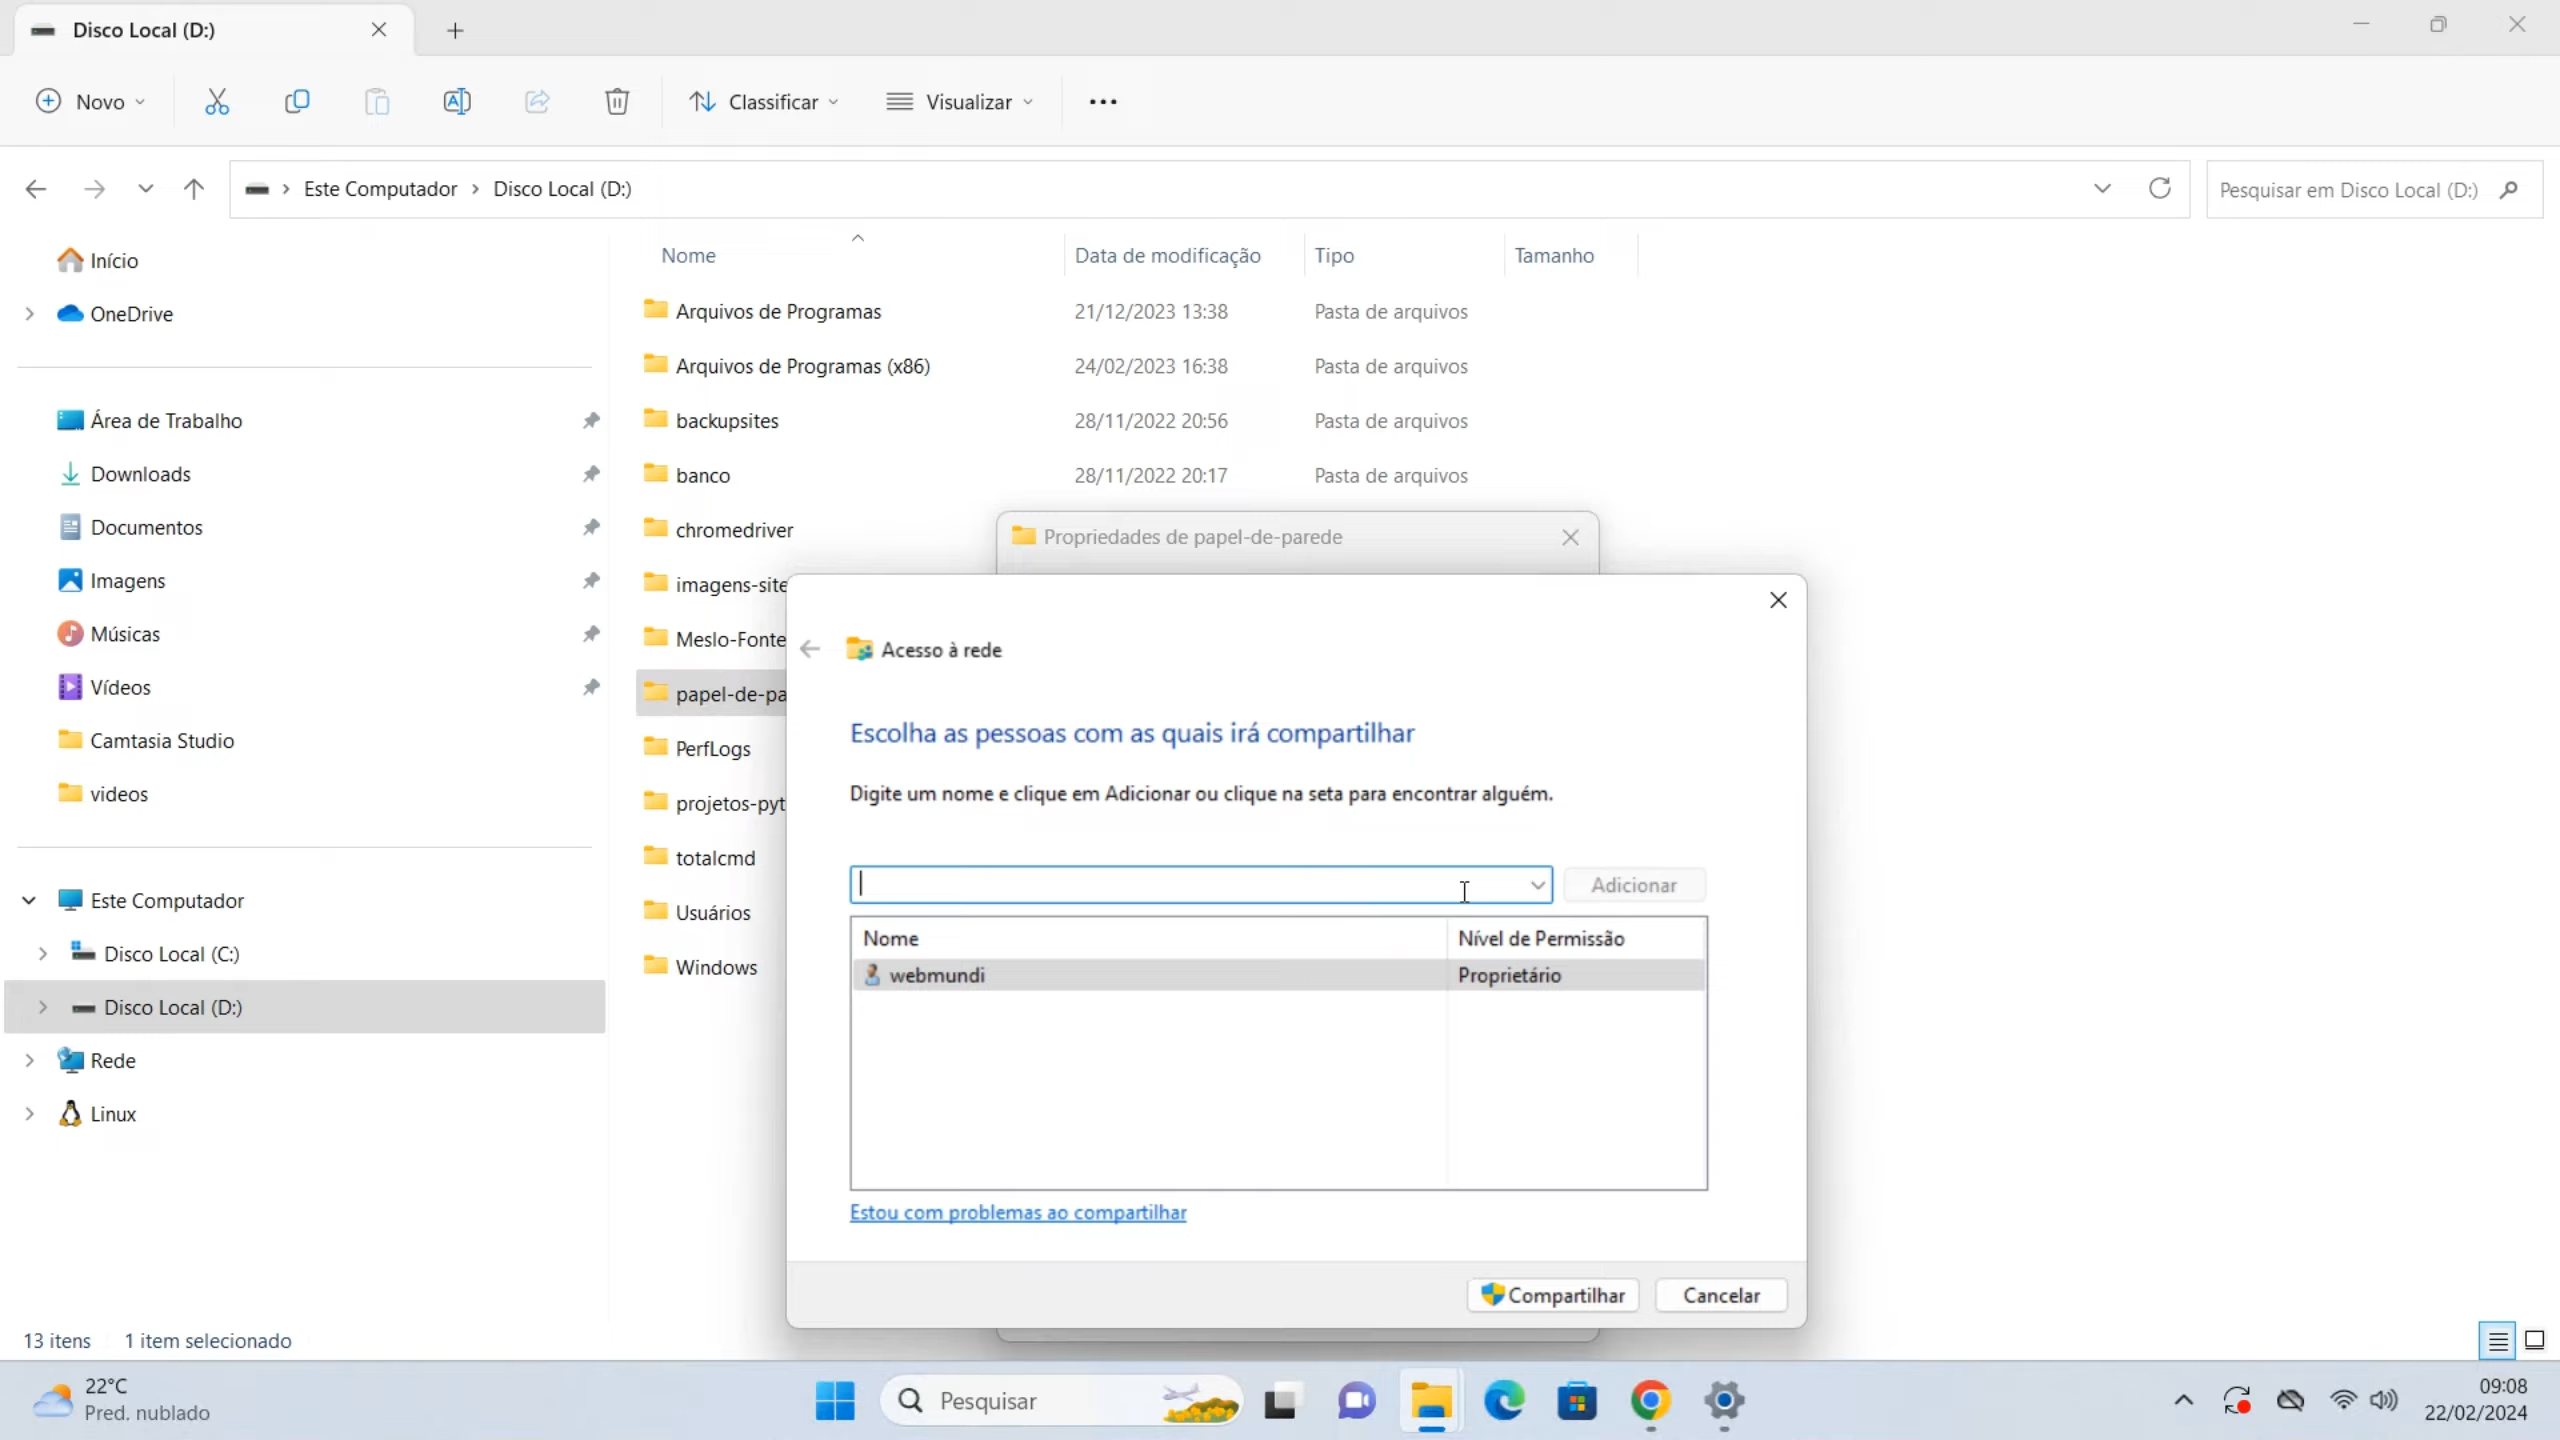 Disco Local (D:)
Novo
Classificar
Visualizar
Este Computador
Disco Local (D:)
Pesquisar em Disco Local (D:)
Início
OneDrive
Área de Trabalho
Downloads
Documentos
Imagens
Músicas
Vídeos
Camtasia Studio
videos
Este Computador
Disco Local (C:)
Disco Local (D:)
Rede
Linux
Nome Data de modificação Tipo Tamanho
Arquivos de Programas 21/12/2023 13:38 Pasta de arquivos
Arquivos de Programas (x86) 24/02/2023 16:38 Pasta de arquivos
backupsites 28/11/2022 20:56 Pasta de arquivos
banco 28/11/2022 20:17 Pasta de arquivos
chromedriver
imagens-site
Meslo-Fonte
papel-de-pa
PerfLogs
projetos-pyt
totalcmd
Usuários
Windows
Propriedades de papel-de-parede
Acesso à rede
Escolha as pessoas com as quais irá compartilhar
Digite um nome e clique em Adicionar ou clique na seta para encontrar alguém.
Adicionar
Nome Nível de Permissão
webmundi Proprietário
Estou com problemas ao compartilhar
Compartilhar Cancelar
13 itens 1 item selecionado
22°C
Pred. nublado
Pesquisar
09:08
22/02/2024